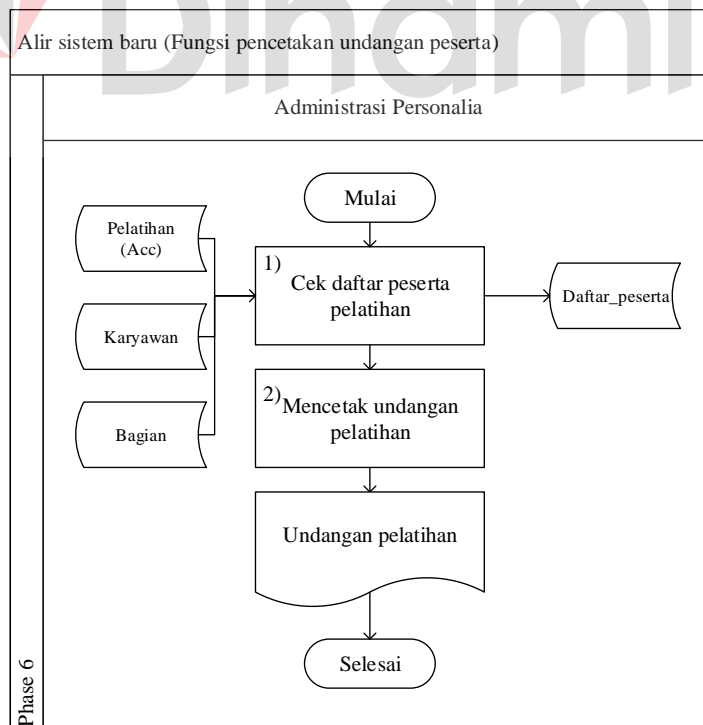 Dinami
Alir sistem baru (Fungsi pencetakan undangan peserta)
Administrasi Personalia
Mulai
Pelatihan
(Acc)
1)
Cek daftar peserta
pelatihan
Daftar_peserta
Karyawan
2)
Mencetak undangan
pelatihan
Bagian
Undangan pelatihan
Selesai
Phase 6